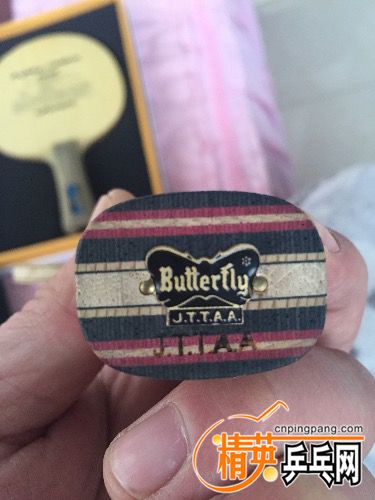 Butterfly
J.T.T.A.A.
J.T.T.A.A
cnpingpang.com
精英乒乓网